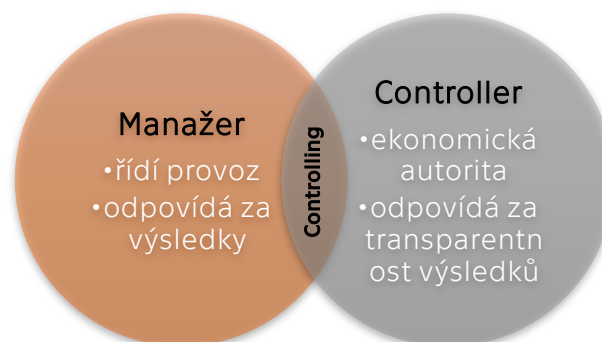 Manažer
•řídí provoz
•odpovídá za
výsledky
Controlling
Controller
•ekonomická
autorita
•odpovídá za
transparentn
ost výsledků